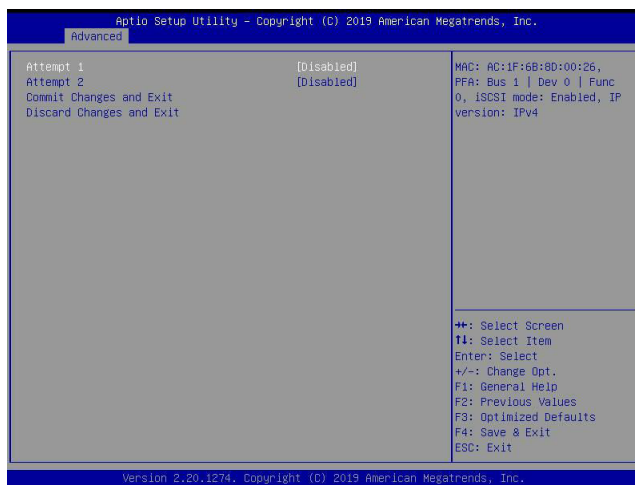 Aptio Setup Utility – Copyright (C) 2019 American Megatrends, Inc.
Advanced
Attempt 1 [Disabled]
Attempt 2 [Disabled]
Commit Changes and Exit
Discard Changes and Exit
MAC: AC:1F:6B:8D:00:26,
PFA: Bus 1 | Dev 0 | Func
0, iSCSI mode: Enabled, IP
version: IPv4
→←: Select Screen
↑↓: Select Item
Enter: Select
+/-: Change Opt.
F1: General Help
F2: Previous Values
F3: Optimized Defaults
F4: Save & Exit
ESC: Exit
Version 2.20.1274. Copyright (C) 2019 American Megatrends, Inc.